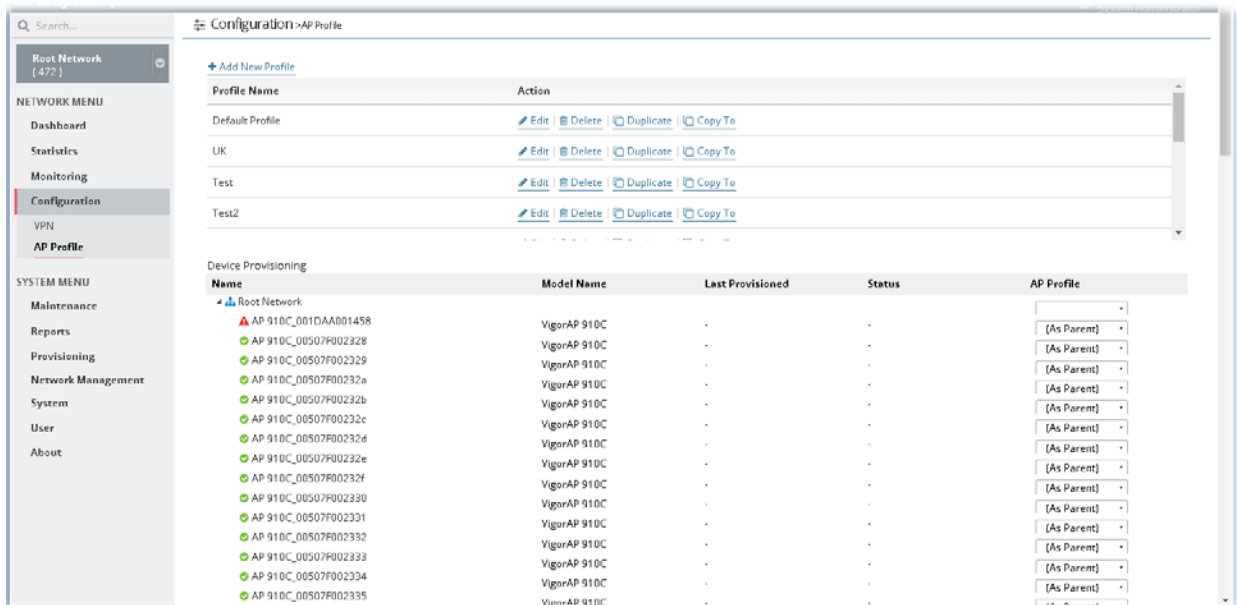 Search...
Configuration >AP Profile
Root Network
(472)
NETWORK MENU
Dashboard
Statistics
Monitoring
Configuration
VPN
AP Profile
SYSTEM MENU
Maintenance
Reports
Provisioning
Network Management
System
User
About
Add New Profile
Profile Name Action
Default Profile Edit | Delete | Duplicate | Copy To
UK Edit | Delete | Duplicate | Copy To
Test Edit | Delete | Duplicate | Copy To
Test2 Edit | Delete | Duplicate | Copy To
Device Provisioning
Name Model Name Last Provisioned Status AP Profile
Root Network
AP 910C_001DAA001458 VigorAP 910C - - (As Parent)
AP 910C_00507F002328 VigorAP 910C - - (As Parent)
AP 910C_00507F002329 VigorAP 910C - - (As Parent)
AP 910C_00507F00232a VigorAP 910C - - (As Parent)
AP 910C_00507F00232b VigorAP 910C - - (As Parent)
AP 910C_00507F00232c VigorAP 910C - - (As Parent)
AP 910C_00507F00232d VigorAP 910C - - (As Parent)
AP 910C_00507F00232e VigorAP 910C - - (As Parent)
AP 910C_00507F00232f VigorAP 910C - - (As Parent)
AP 910C_00507F002330 VigorAP 910C - - (As Parent)
AP 910C_00507F002331 VigorAP 910C - - (As Parent)
AP 910C_00507F002332 VigorAP 910C - - (As Parent)
AP 910C_00507F002333 VigorAP 910C - - (As Parent)
AP 910C_00507F002334 VigorAP 910C - - (As Parent)
AP 910C_00507F002335 VigorAP 910C